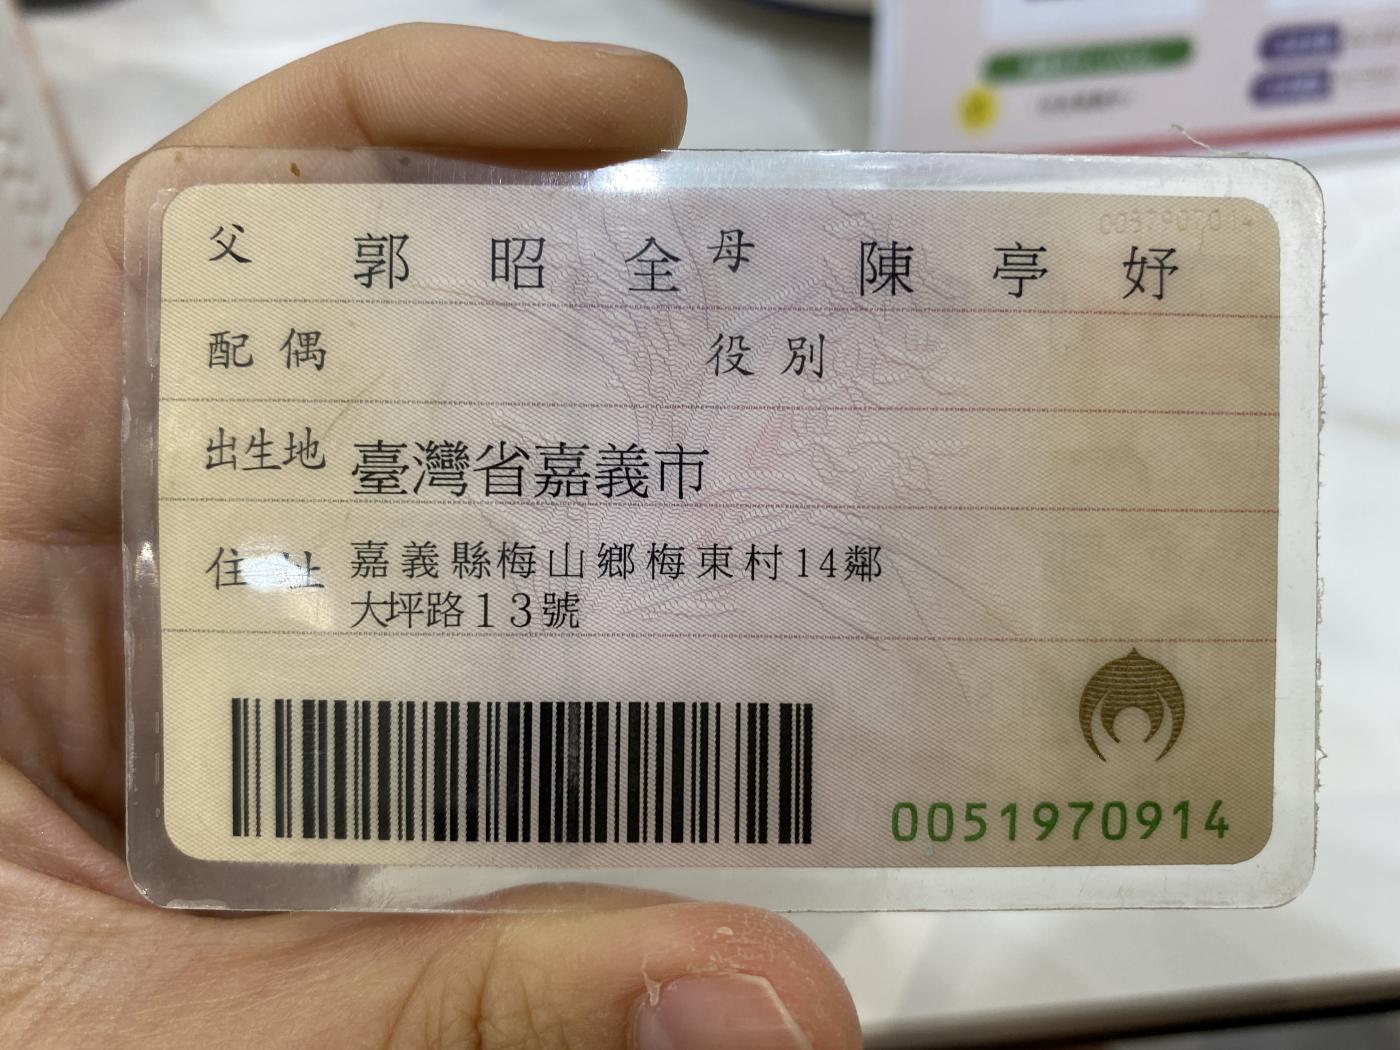 父 郭昭全 母 陳亭妤
配偶 役別
出生地 臺灣省嘉義市
住址 嘉義縣梅山鄉梅東村14鄰
大坪路13號
0051970914